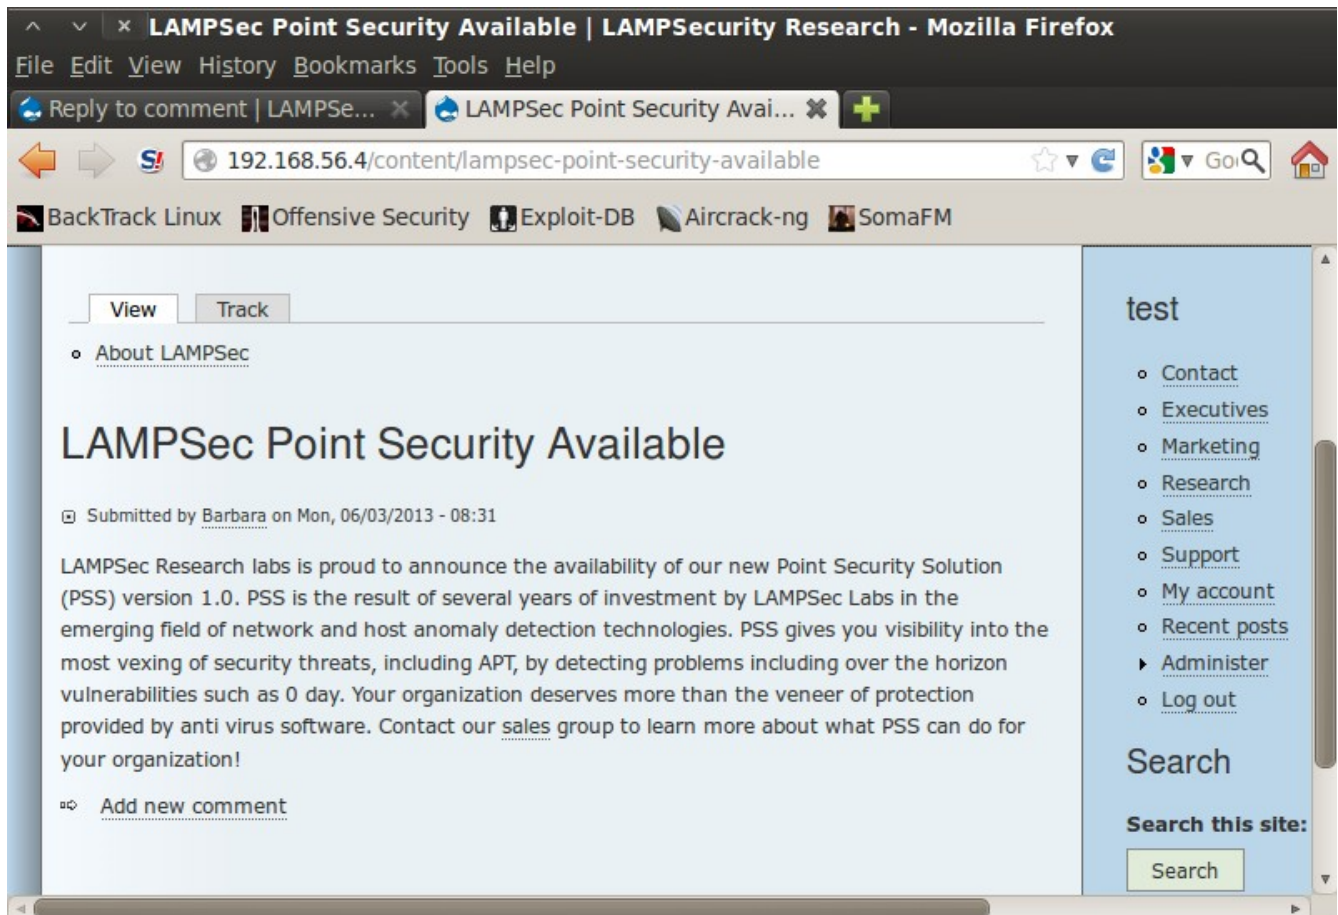 LAMPSec Point Security Available | LAMPSecurity Research - Mozilla Firefox
File Edit View History Bookmarks Tools Help
Reply to comment | LAMPSe...
LAMPSec Point Security Avai...
192.168.56.4/content/lampsec-point-security-available
Go
BackTrack Linux Offensive Security Exploit-DB Aircrack-ng SomaFM
View Track
About LAMPSec
LAMPSec Point Security Available
Submitted by Barbara on Mon, 06/03/2013 - 08:31
LAMPSec Research labs is proud to announce the availability of our new Point Security Solution
(PSS) version 1.0. PSS is the result of several years of investment by LAMPSec Labs in the
emerging field of network and host anomaly detection technologies. PSS gives you visibility into the
most vexing of security threats, including APT, by detecting problems including over the horizon
vulnerabilities such as 0 day. Your organization deserves more than the veneer of protection
provided by anti virus software. Contact our sales group to learn more about what PSS can do for
your organization!
Add new comment
test
Contact
Executives
Marketing
Research
Sales
Support
My account
Recent posts
Administer
Log out
Search
Search this site:
Search